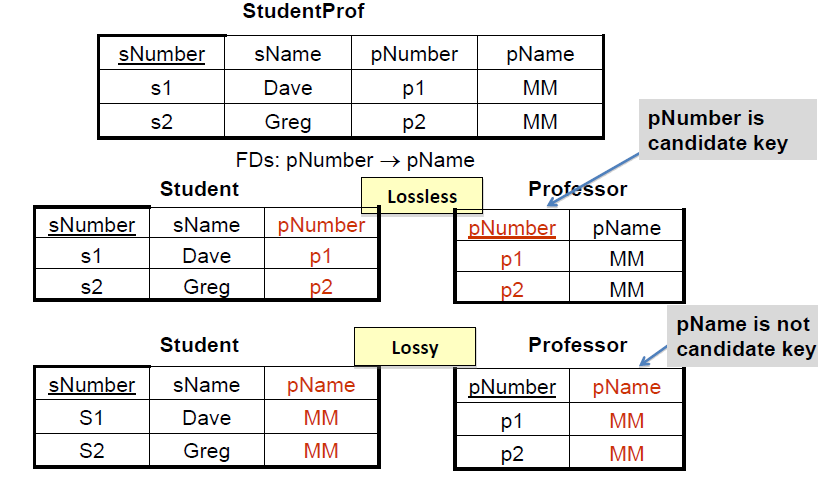 StudentProf
sNumber sName pNumber pName
s1 Dave p1 MM
s2 Greg p2 MM
pNumber is
candidate key
FDs: pNumber → pName
Student Lossless Professor
sNumber sName pNumber pNumber pName
s1 Dave p1 p1 MM
s2 Greg p2 p2 MM
pName is not
candidate key
Student Lossy Professor
sNumber sName pName pNumber pName
S1 Dave MM p1 MM
S2 Greg MM p2 MM